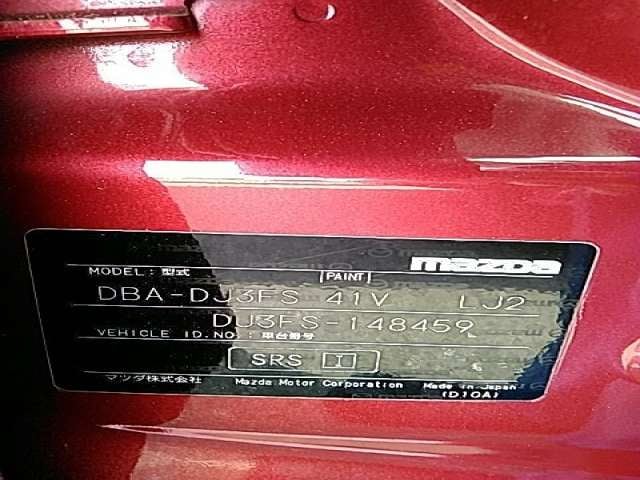 mazda
MODEL: 型式 PAINT
DBA-DJ3FS 41V LJ2
DJ3FS-148459
VEHICLE ID.NO.: 車台番号
SRS I
マツダ株式会社 Mazda Motor Corporation Made in Japan
(D10A)